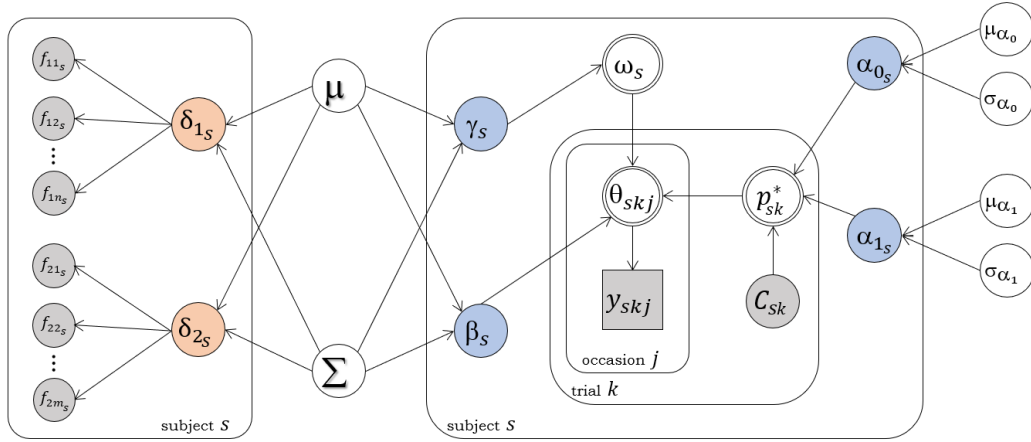 f₁₁ₛ
f₁₂ₛ
⋮
f₁ₙₛ
f₂₁ₛ
f₂₂ₛ
⋮
f₂ₘₛ
δ₁ₛ
δ₂ₛ
subject s
μ
Σ
γₛ
βₛ
ωₛ
θₛₖⱼ
yₛₖⱼ
occasion j
p*ₛₖ
Cₛₖ
trial k
α₀ₛ
α₁ₛ
subject s
μα₀
σα₀
μα₁
σα₁